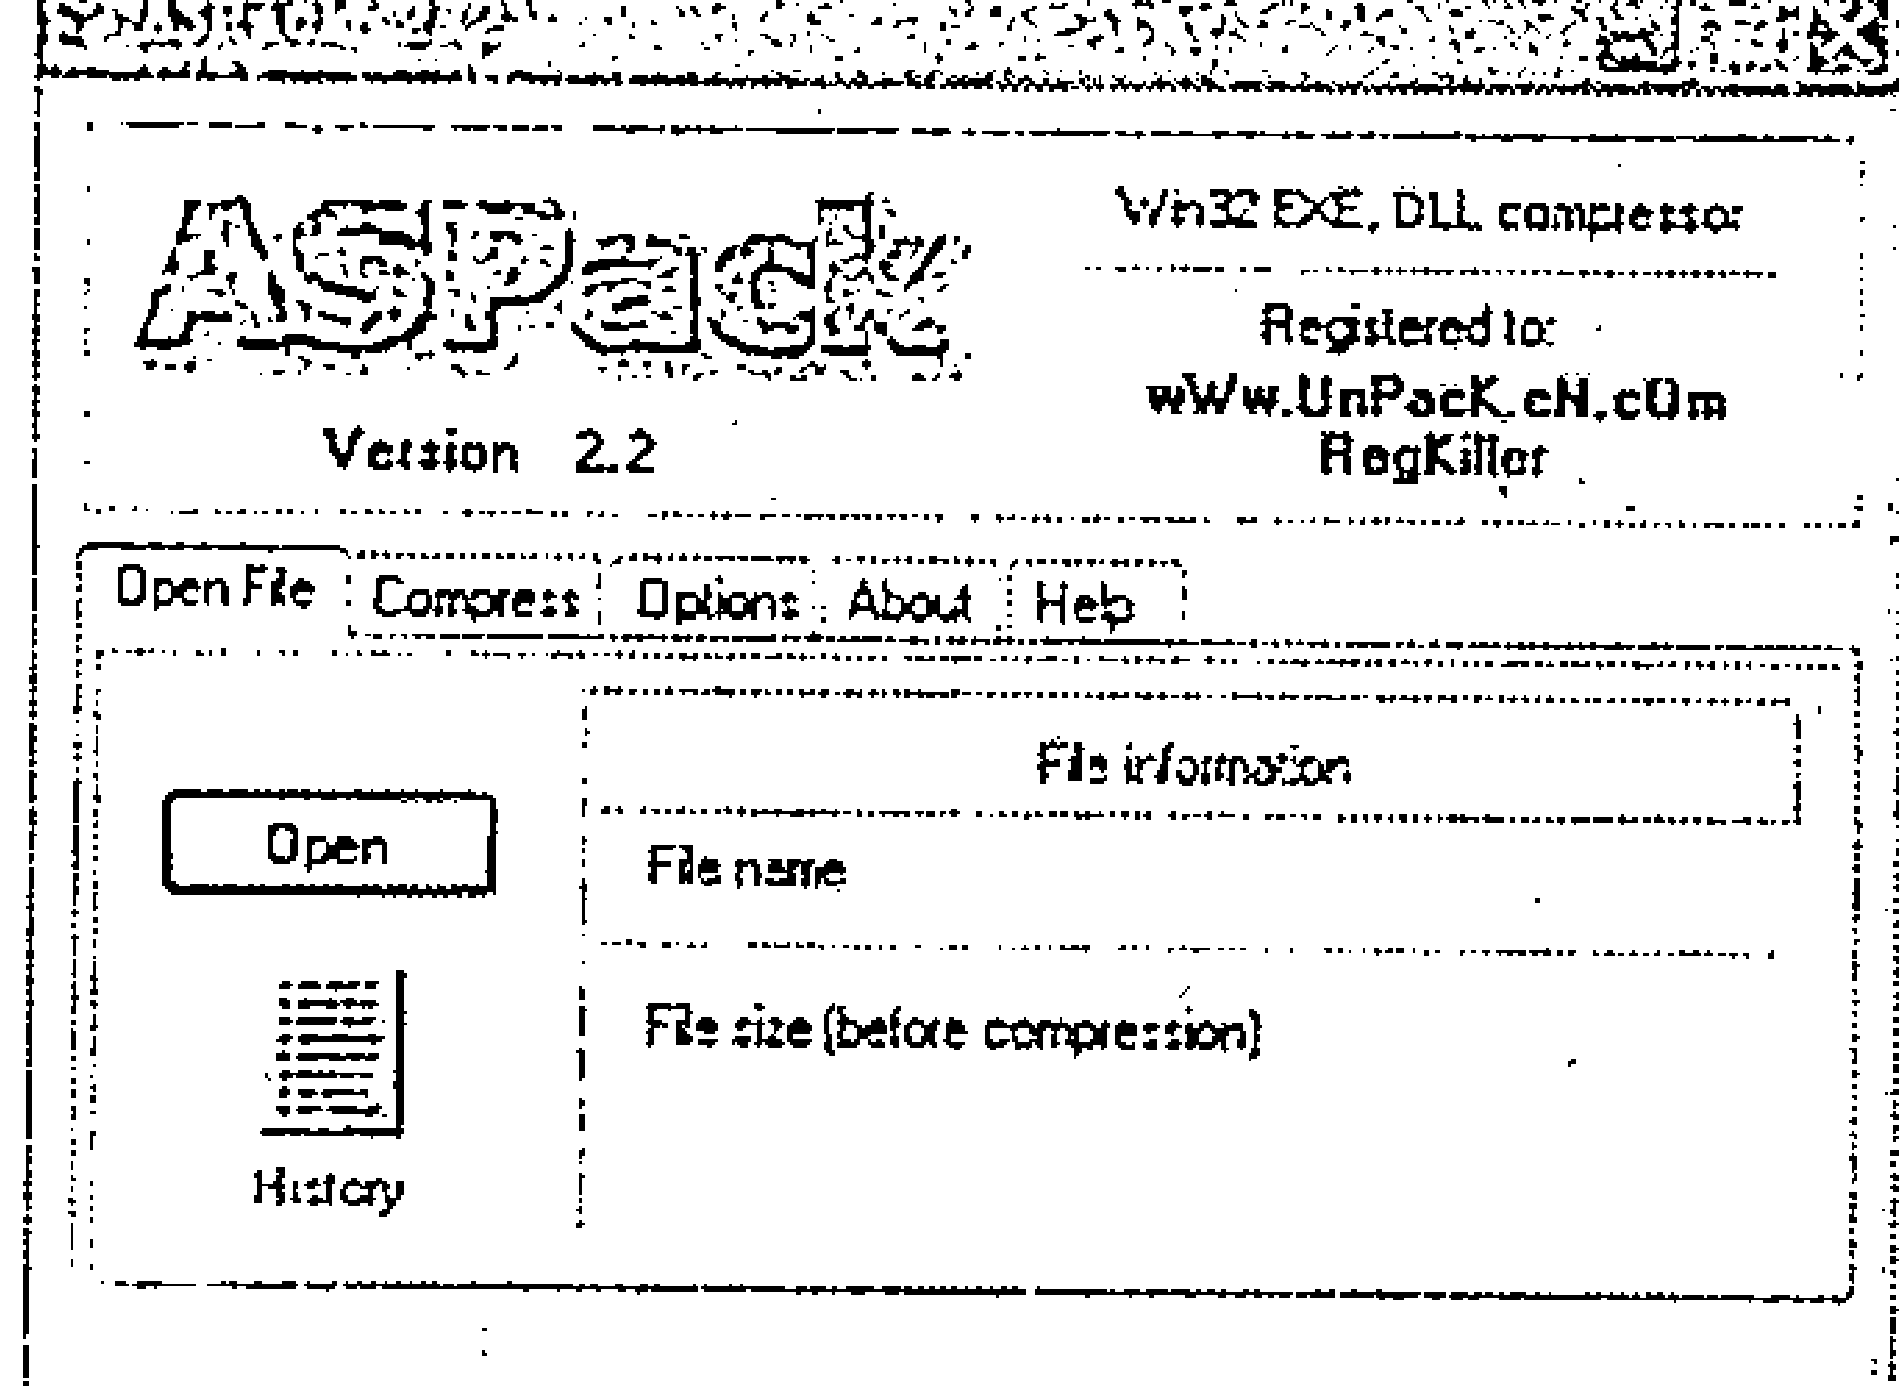 ASPack
Version 2.2
Win32 EXE, DLL compressor
Registered to:
wWw.UnPacK.cN.cOm
RegKiller
Open File Compress Options About Help
Open
History
File information
File name
File size (before compression)